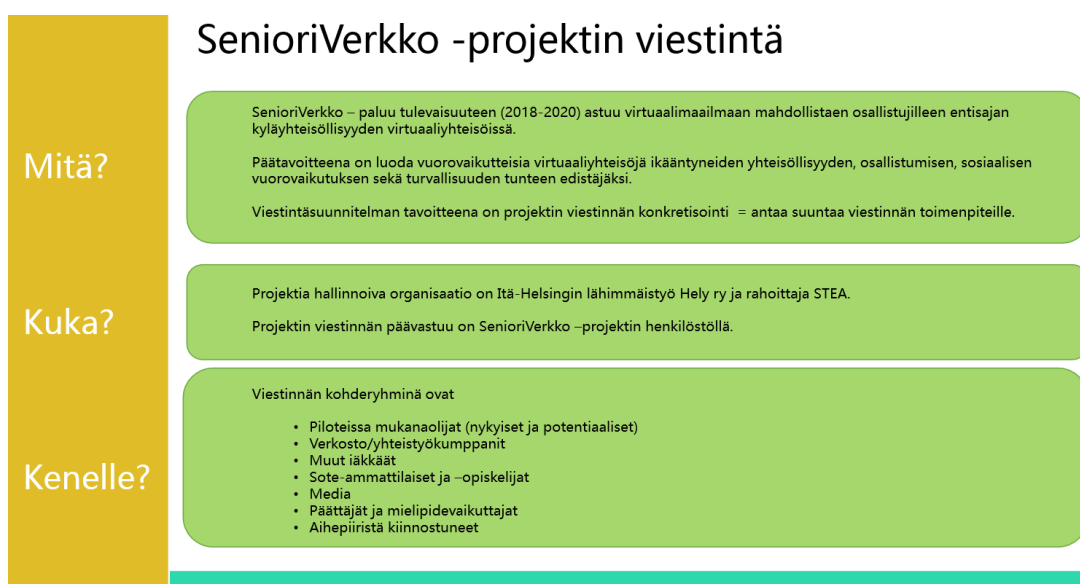 SenioriVerkko -projektin viestintä
Mitä?
SenioriVerkko – paluu tulevaisuuteen (2018-2020) astuu virtuaalimaailmaan mahdollistaen osallistujilleen entisajan
kyläyhteisöllisyyden virtuaaliyhteisöissä.
Päätavoitteena on luoda vuorovaikutteisia virtuaaliyhteisöjä ikääntyneiden yhteisöllisyyden, osallistumisen, sosiaalisen
vuorovaikutuksen sekä turvallisuuden tunteen edistäjäksi.
Viestintäsuunnitelman tavoitteena on projektin viestinnän konkretisointi = antaa suuntaa viestinnän toimenpiteille.
Kuka?
Projektia hallinnoiva organisaatio on Itä-Helsingin lähimmäistyö Hely ry ja rahoittaja STEA.
Projektin viestinnän päävastuu on SenioriVerkko –projektin henkilöstöllä.
Kenelle?
Viestinnän kohderyhminä ovat
• Piloteissa mukanaolijat (nykyiset ja potentiaaliset)
• Verkosto/yhteistyökumppanit
• Muut iäkkäät
• Sote-ammattilaiset ja –opiskelijat
• Media
• Päättäjät ja mielipidevaikuttajat
• Aihepiiristä kiinnostuneet